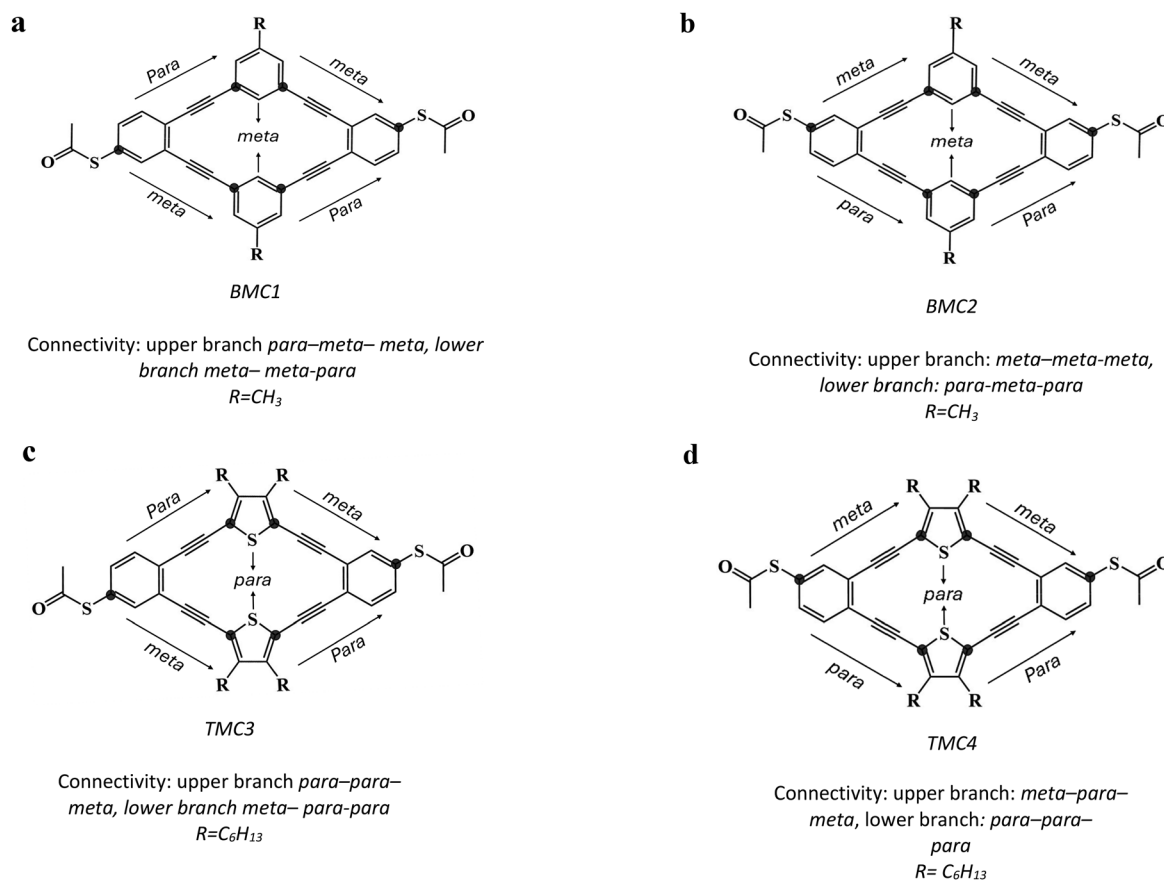 a
R
Para
meta
meta
S
O
O
S
meta
Para
R
BMC1
Connectivity: upper branch para–meta– meta, lower
branch meta– meta-para
R=CH3
b
R
meta
meta
O
S
S
O
meta
para
Para
R
BMC2
Connectivity: upper branch: meta–meta-meta,
lower branch: para-meta-para
R=CH3
c
R R
Para
meta
S
S
O
para
O
S
S
meta
Para
R R
TMC3
Connectivity: upper branch para–para–
meta, lower branch meta– para-para
R=C6H13
d
R R
meta
meta
S
O
S
S
O
para
S
para
Para
R R
TMC4
Connectivity: upper branch: meta–para–
meta, lower branch: para–para–
para
R= C6H13